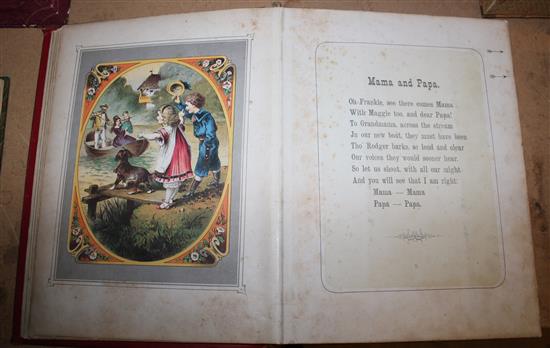 Mama and Papa.
Oh Frankie, see there comes Mama
With Maggie too, and dear Papa!
To Grandmama, across the stream
In our new boat, they must have been
Tho' Rodger barks, so loud and clear
Our voices they would sooner hear.
So let us shout, with all our might
And you will see that I am right:
Mama — Mama
Papa — Papa.